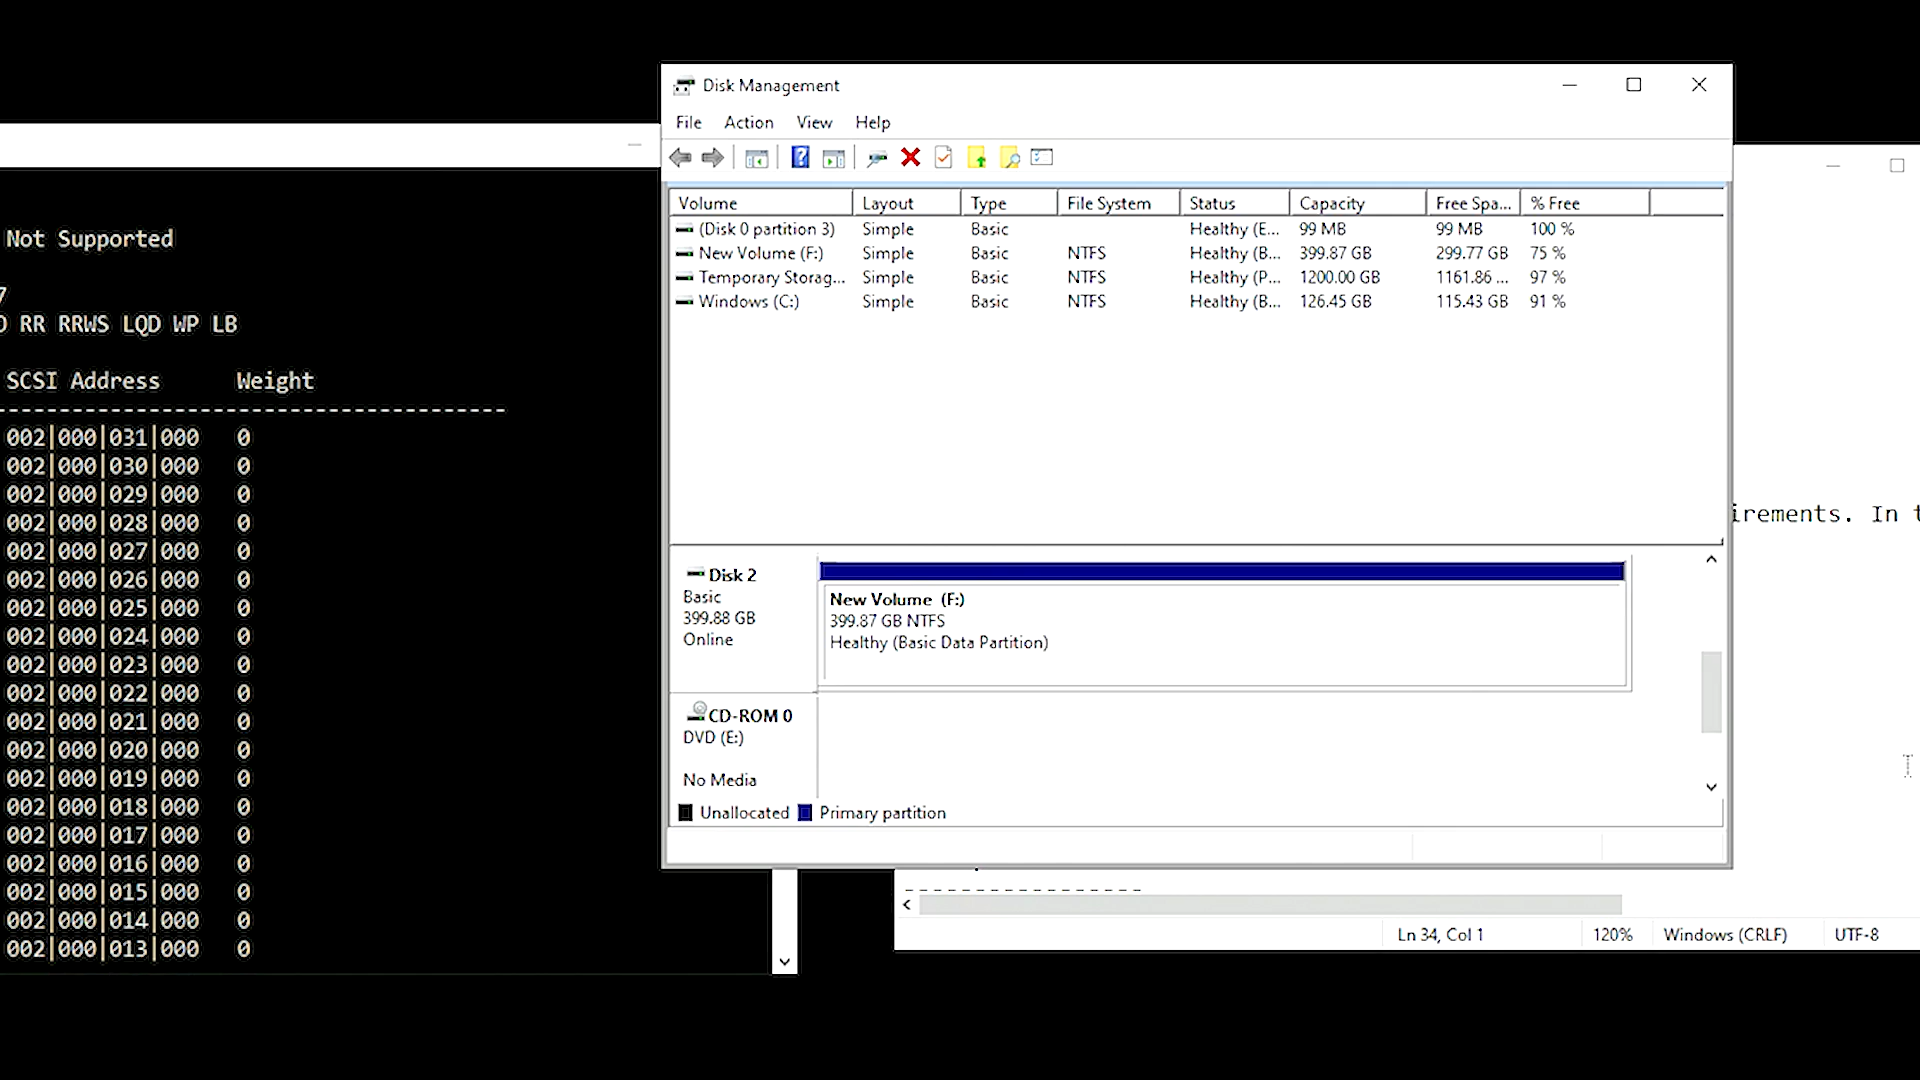 Not Supported
RR RRWS LQD WP LB
SCSI Address Weight
-----------------------------------------
002|000|031|000 0
002|000|030|000 0
002|000|029|000 0
002|000|028|000 0
002|000|027|000 0
002|000|026|000 0
002|000|025|000 0
002|000|024|000 0
002|000|023|000 0
002|000|022|000 0
002|000|021|000 0
002|000|020|000 0
002|000|019|000 0
002|000|018|000 0
002|000|017|000 0
002|000|016|000 0
002|000|015|000 0
002|000|014|000 0
002|000|013|000 0
Disk Management
File Action View Help
Volume Layout Type File System Status Capacity Free Spa... % Free
(Disk 0 partition 3) Simple Basic Healthy (E... 99 MB 99 MB 100 %
New Volume (F:) Simple Basic NTFS Healthy (B... 399.87 GB 299.77 GB 75 %
Temporary Storag... Simple Basic NTFS Healthy (P... 1200.00 GB 1161.86 ... 97 %
Windows (C:) Simple Basic NTFS Healthy (B... 126.45 GB 115.43 GB 91 %
Disk 2
Basic
399.88 GB
Online
New Volume (F:)
399.87 GB NTFS
Healthy (Basic Data Partition)
CD-ROM 0
DVD (E:)
No Media
Unallocated Primary partition
irements. In t
------------------
Ln 34, Col 1 120% Windows (CRLF) UTF-8